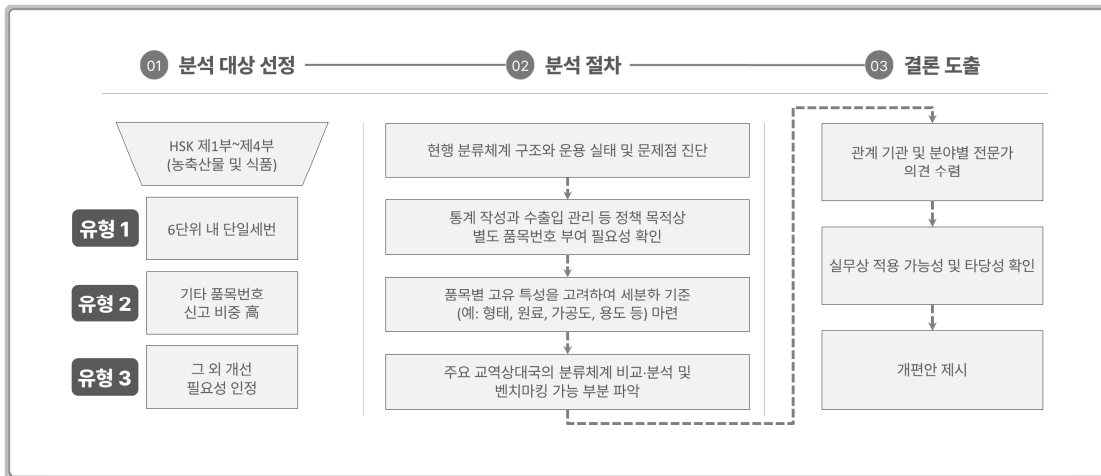 01 분석 대상 선정
02 분석 절차
03 결론 도출
HSK 제1부~제4부
(농축산물 및 식품)
유형 1
6단위 내 단일세번
유형 2
기타 품목번호
신고 비중 高
유형 3
그 외 개선
필요성 인정
현행 분류체계 구조와 운용 실태 및 문제점 진단
통계 작성과 수출입 관리 등 정책 목적상
별도 품목번호 부여 필요성 확인
품목별 고유 특성을 고려하여 세분화 기준
(예: 형태, 원료, 가공도, 용도 등) 마련
주요 교역상대국의 분류체계 비교·분석 및
벤치마킹 가능 부분 파악
관계 기관 및 분야별 전문가
의견 수렴
실무상 적용 가능성 및 타당성 확인
개편안 제시